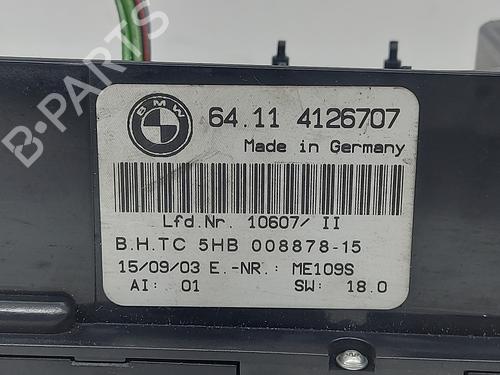 BMW
64.11 4126707
Made in Germany
Lfd.Nr. 10607/ II
B.H.TC 5HB 008878-15
15/09/03 E.-NR.: ME109S
AI: 01 SW: 18.0
B-PARTS